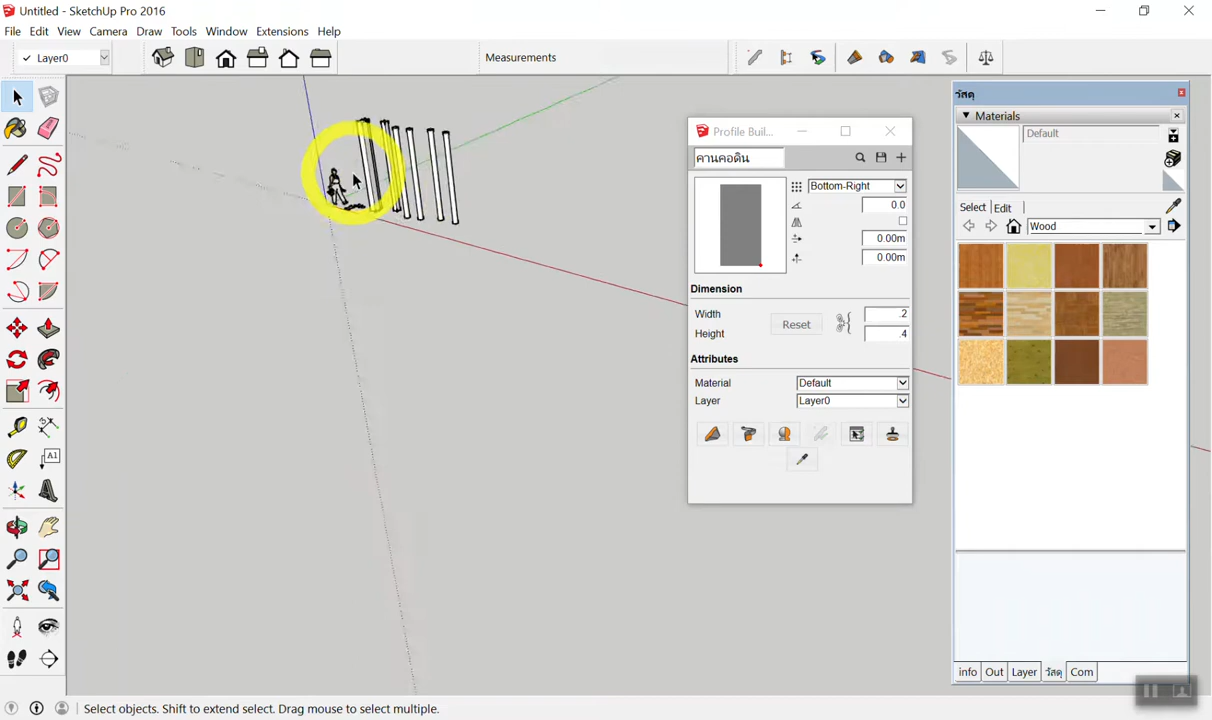 Untitled - SketchUp Pro 2016
File Edit View Camera Draw Tools Window Extensions Help
✓ Layer0
Measurements
วัสดุ
▼ Materials
Default
Profile Buil...
คานคอดิน
Bottom-Right
0.0
0.00m
0.00m
Select Edit
Wood
Dimension
Width .2
Reset
Height .4
Attributes
Material Default
Layer Layer0
A1
info Out Layer วัสดุ Com
Select objects. Shift to extend select. Drag mouse to select multiple.